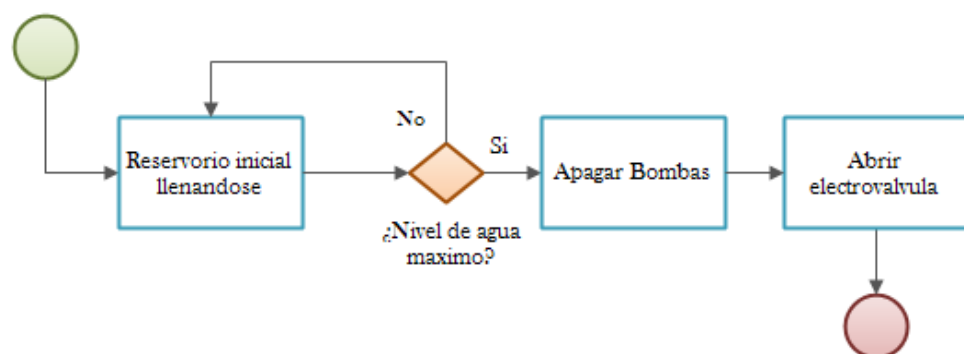 No
Si
Reservorio inicial
llenandose
Apagar Bombas
Abrir
electrovalvula
¿Nivel de agua
maximo?